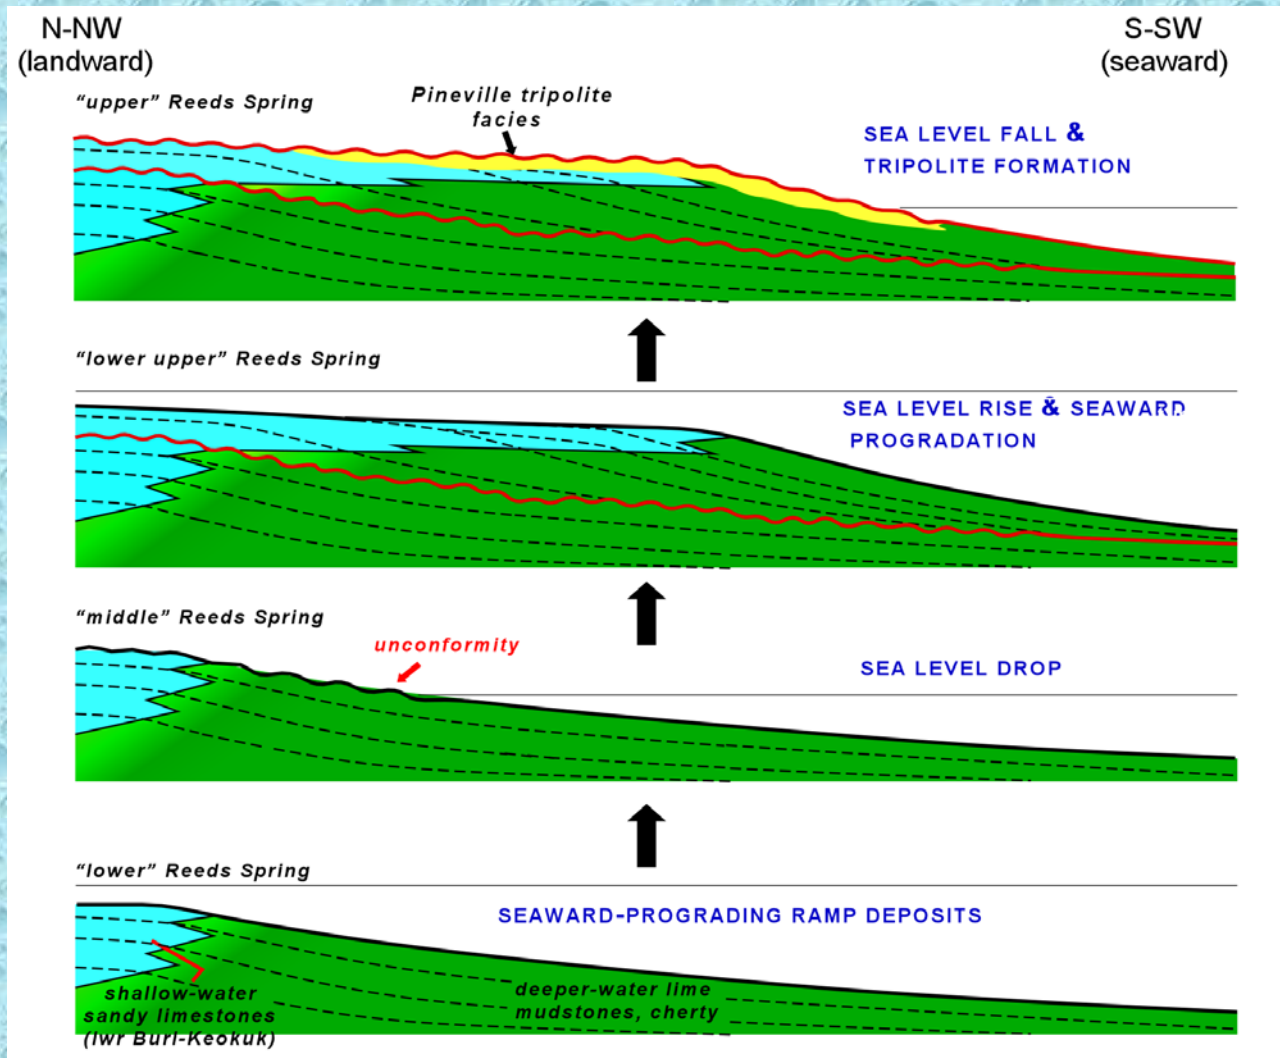 N-NW
(landward)
S-SW
(seaward)
“upper” Reeds Spring
Pineville tripolite
facies
SEA LEVEL FALL &
TRIPOLITE FORMATION
“lower upper” Reeds Spring
SEA LEVEL RISE & SEAWARD
PROGRADATION
“middle” Reeds Spring
unconformity
SEA LEVEL DROP
“lower” Reeds Spring
SEAWARD-PROGRADING RAMP DEPOSITS
shallow-water
sandy limestones
(lwr Burl-Keokuk)
deeper-water lime
mudstones, cherty